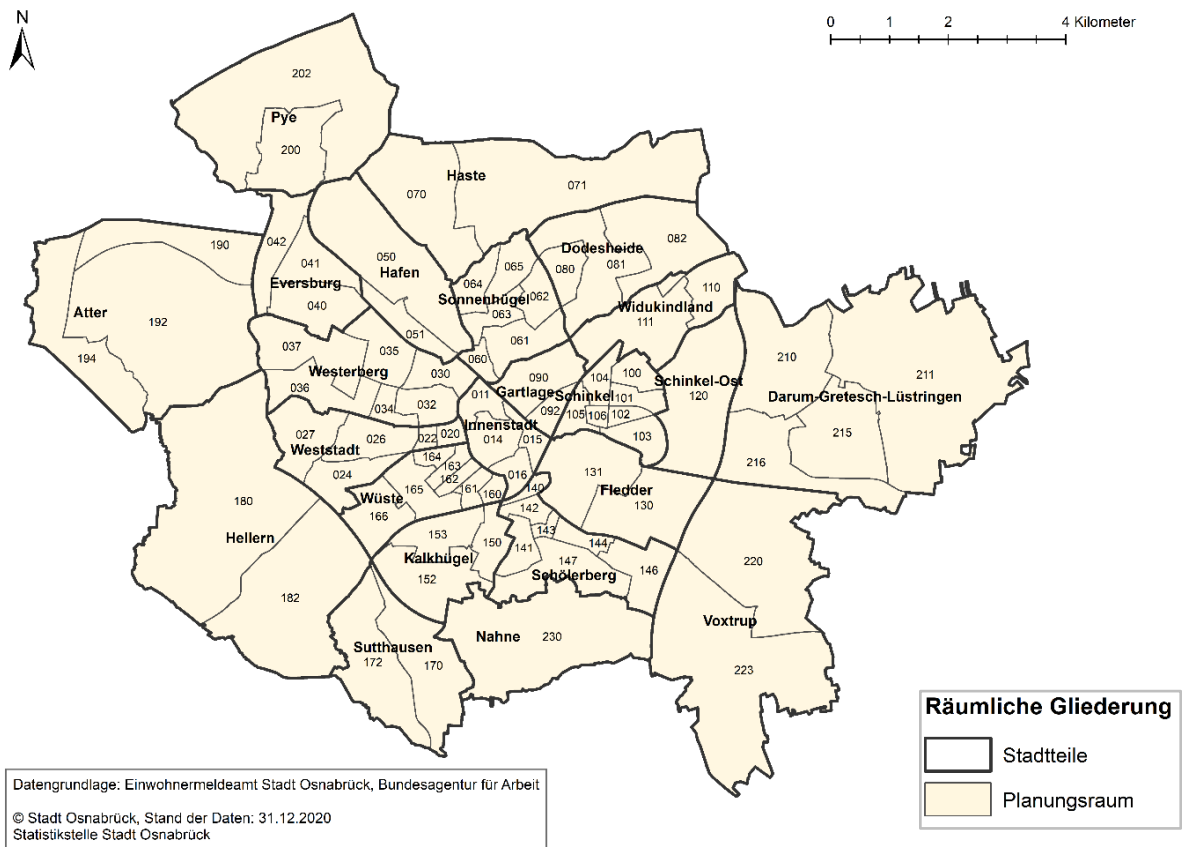 N
0 1 2 4 Kilometer
202
Pye
200
Haste
070
071
042
190
041
050
Hafen
Eversburg
040
Dodesheide
082
065
064
080
081
Sonnenhügel
062
063
110
Widukindland
111
Atter
192
194
051
061
060
037
035
Westerberg
030
036
034
032
090
Gartlage
011
092
Innenstadt
014
015
104
100
Schinkel
101
105
106
102
103
Schinkel-Ost
120
210
211
Darum-Gretesch-Lüstringen
215
216
027
026
022
020
Weststadt
024
164
163
162
165
161
160
016
Wüste
166
140
131
Fledder
130
142
143
144
180
Hellern
182
153
150
141
Kalkhügel
152
147
146
Schölerberg
220
Voxtrup
223
Nahne
230
Sutthausen
172
170
Räumliche Gliederung
Stadtteile
Planungsraum
Datengrundlage: Einwohnermeldeamt Stadt Osnabrück, Bundesagentur für Arbeit
© Stadt Osnabrück, Stand der Daten: 31.12.2020
Statistikstelle Stadt Osnabrück